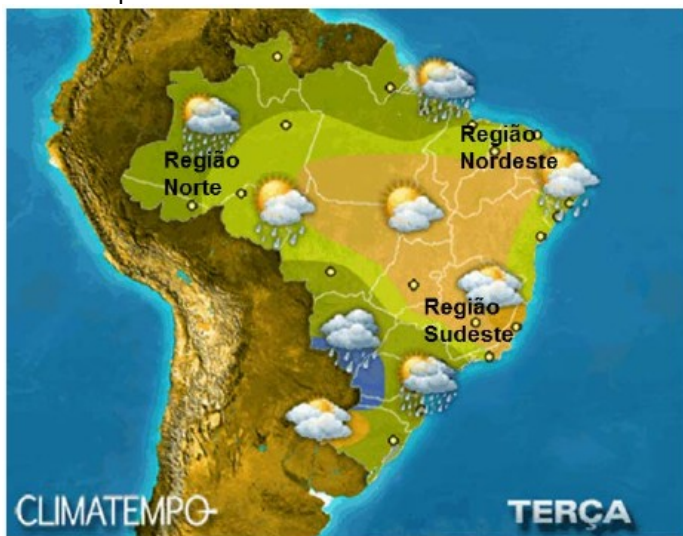 Região
Nordeste
Região
Norte
Região
Sudeste
CLIMATEMPO
TERÇA